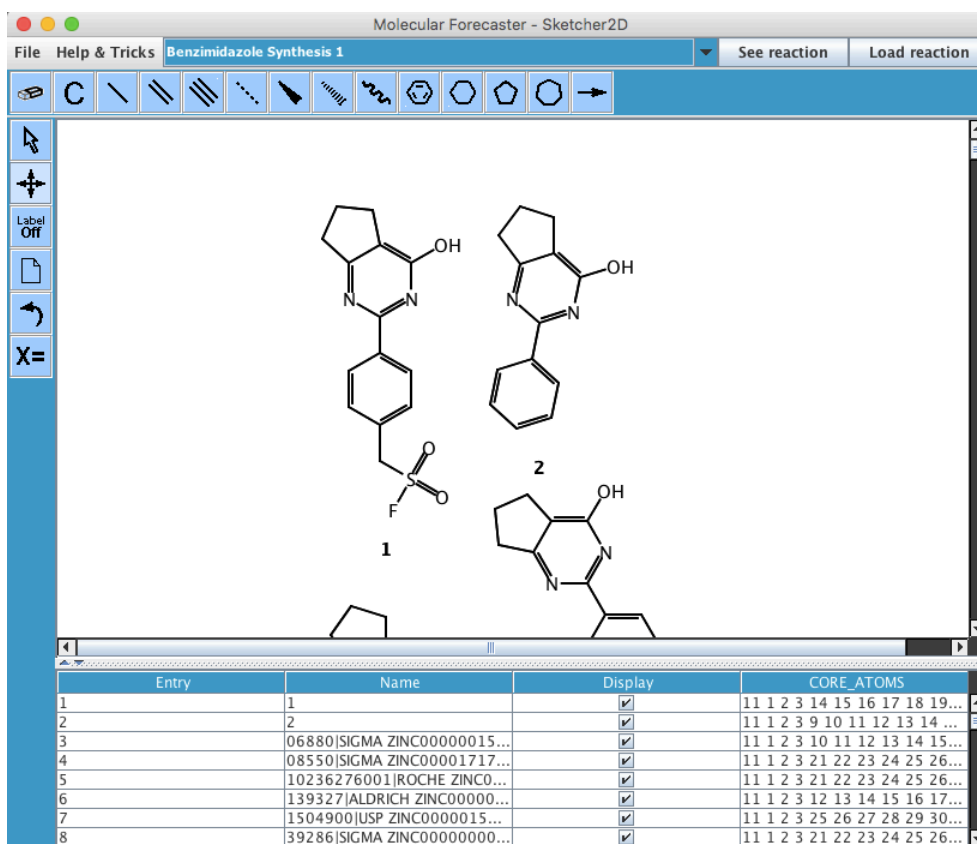 Molecular Forecaster - Sketcher2D
File Help & Tricks Benzimidazole Synthesis 1 See reaction Load reaction
C
Label
Off
X=
OH
N N
O
S
O
F
1
OH
N
N
2
OH
N
N
Entry Name Display CORE_ATOMS
1 1 11 1 2 3 14 15 16 17 18 19...
2 2 11 1 2 3 9 10 11 12 13 14 ...
3 06880|SIGMA ZINC00000015... 11 1 2 3 10 11 12 13 14 15...
4 08550|SIGMA ZINC00001717... 11 1 2 3 21 22 23 24 25 26...
5 10236276001|ROCHE ZINC0... 11 1 2 3 21 22 23 24 25 26...
6 139327|ALDRICH ZINC00000... 11 1 2 3 12 13 14 15 16 17...
7 1504900|USP ZINC0000015... 11 1 2 3 25 26 27 28 29 30...
8 39286|SIGMA ZINC00000000... 11 1 2 3 21 22 23 24 25 26...